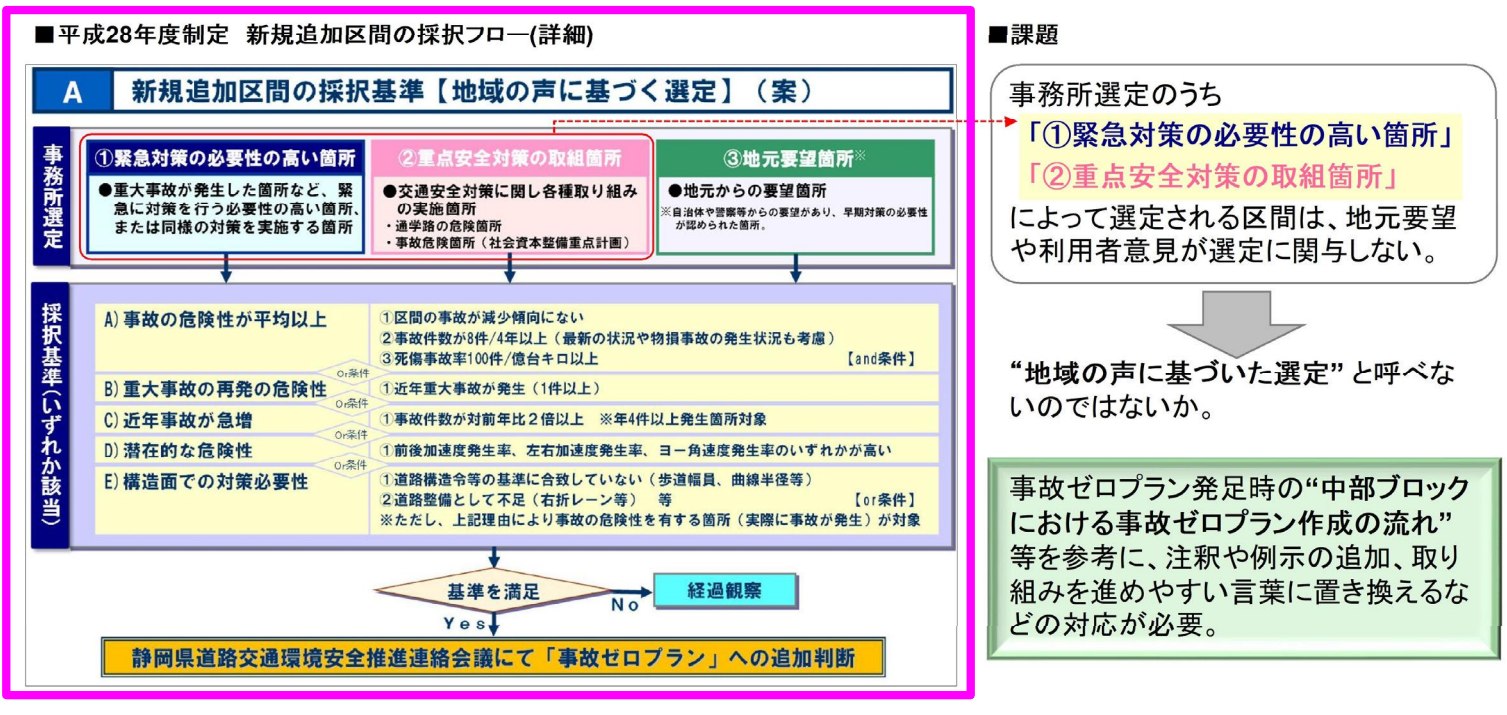 ■平成28年度制定 新規追加区間の採択フロー(詳細)
A 新規追加区間の採択基準【地域の声に基づく選定】(案)
事務所選定
①緊急対策の必要性の高い箇所
●重大事故が発生した箇所など、緊
急に対策を行う必要性の高い箇所、
または同様の対策を実施する箇所
②重点安全対策の取組箇所
●交通安全対策に関し各種取り組み
の実施箇所
・通学路の危険箇所
・事故危険箇所(社会資本整備重点計画)
③地元要望箇所※
●地元からの要望箇所
※自治体や警察等からの要望があり、早期対策の必要性
が認められた箇所。
採択基準(いずれか該当)
A)事故の危険性が平均以上
①区間の事故が減少傾向にない
②事故件数が8件/4年以上(最新の状況や物損事故の発生状況も考慮)
③死傷事故率100件/億台キロ以上 【and条件】
Or条件
B)重大事故の再発の危険性
①近年重大事故が発生(1件以上)
Or条件
C)近年事故が急増
①事故件数が対前年比2倍以上 ※年4件以上発生箇所対象
Or条件
D)潜在的な危険性
①前後加速度発生率、左右加速度発生率、ヨー角速度発生率のいずれかが高い
Or条件
E)構造面での対策必要性
①道路構造令等の基準に合致していない(歩道幅員、曲線半径等)
②道路整備として不足(右折レーン等) 等 【or条件】
※ただし、上記理由により事故の危険性を有する箇所(実際に事故が発生)が対象
基準を満足
No
経過観察
Yes
静岡県道路交通環境安全推進連絡会議にて「事故ゼロプラン」への追加判断
■課題
事務所選定のうち
「①緊急対策の必要性の高い箇所」
「②重点安全対策の取組箇所」
によって選定される区間は、地元要望
や利用者意見が選定に関与しない。
“地域の声に基づいた選定”と呼べな
いのではないか。
事故ゼロプラン発足時の“中部ブロック
における事故ゼロプラン作成の流れ”
等を参考に、注釈や例示の追加、取り
組みを進めやすい言葉に置き換えるな
どの対応が必要。